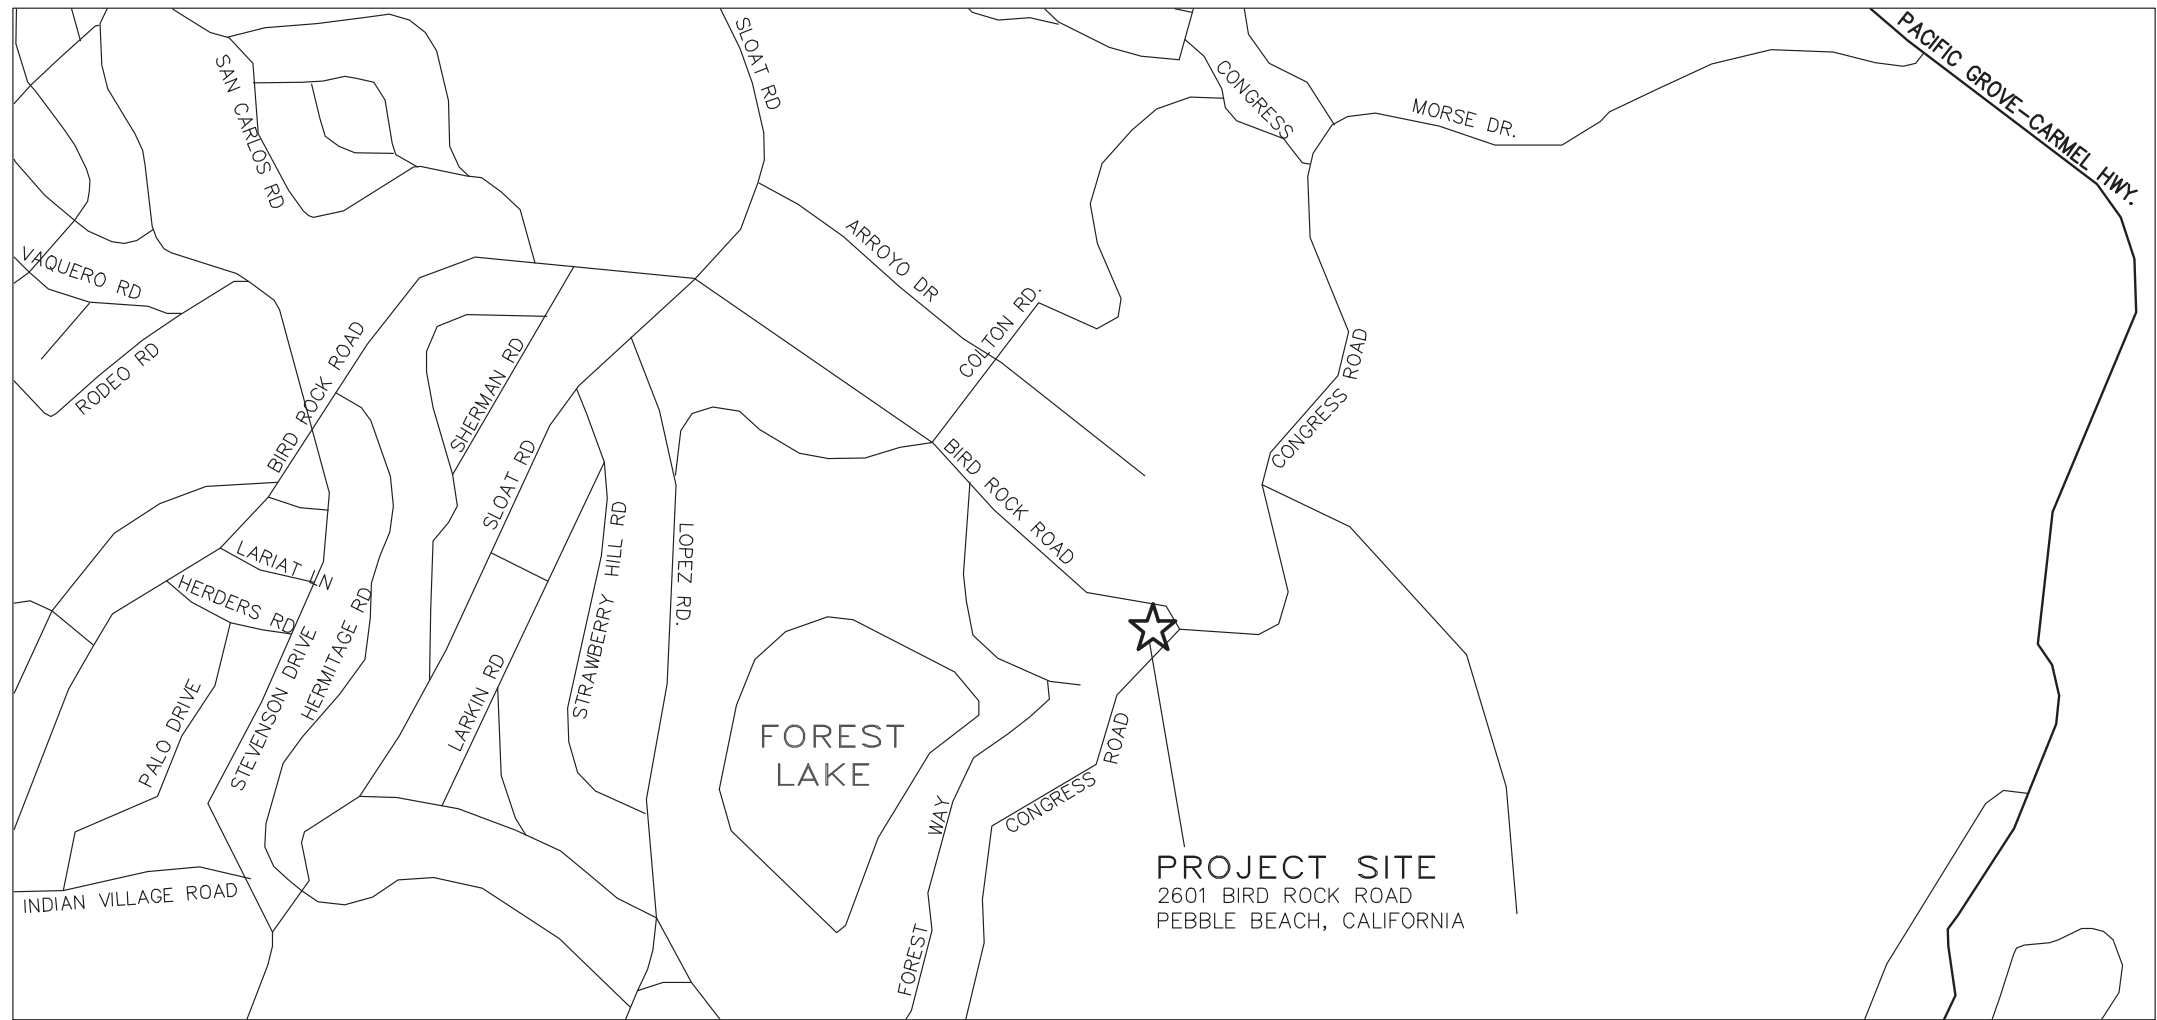 SLOAT RD
PACIFIC GROVE-CARMEL HWY.
SAN CARLOS RD
CONGRESS
MORSE DR.
VAQUERO RD
ARROYO DR
COLTON RD.
RODEO RD
BIRD ROCK ROAD
SHERMAN RD
CONGRESS ROAD
SLOAT RD
BIRD ROCK ROAD
STRAWBERRY HILL RD
LOPEZ RD.
LARIAT LN
HERDERS RD
HERMITAGE RD
STEVENSON DRIVE
PALO DRIVE
LARKIN RD
FOREST
LAKE
CONGRESS ROAD
FOREST WAY
INDIAN VILLAGE ROAD
PROJECT SITE
2601 BIRD ROCK ROAD
PEBBLE BEACH, CALIFORNIA